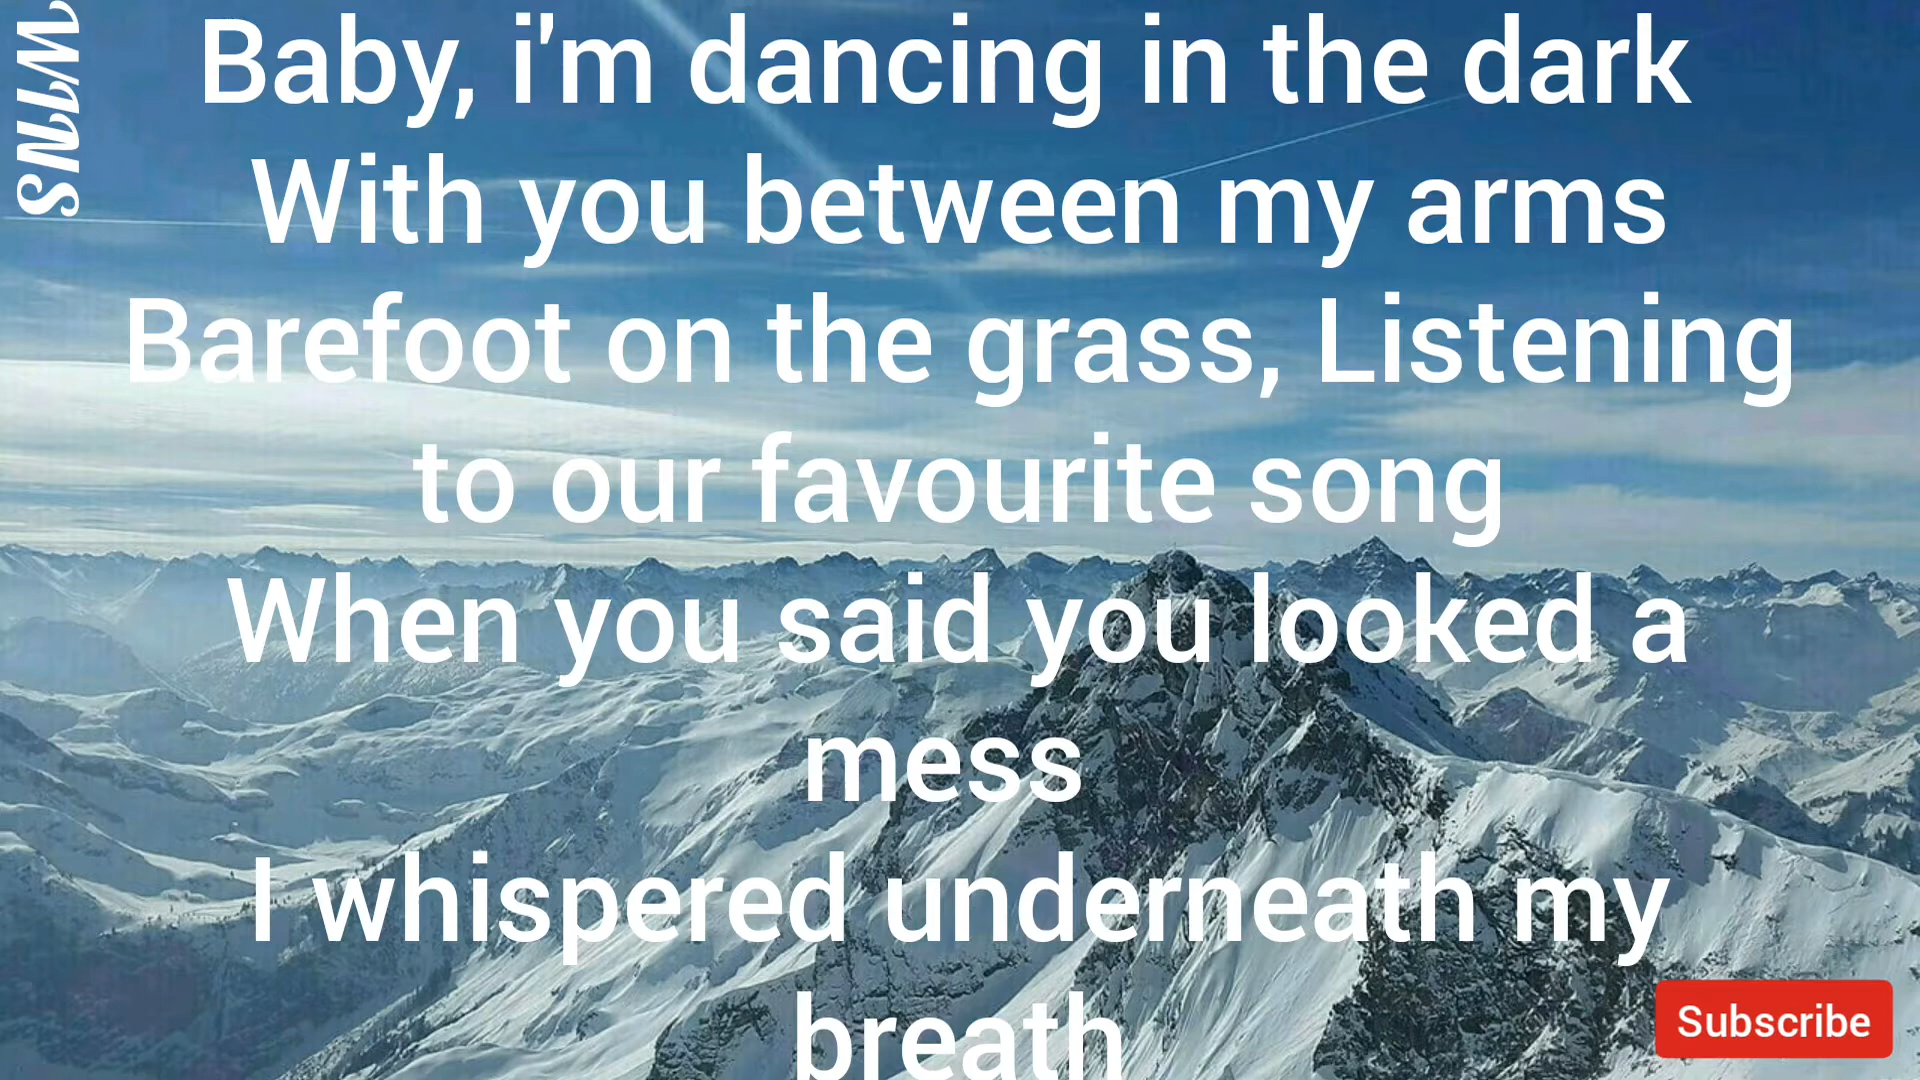 Baby, i'm dancing in the dark
With you between my arms
Barefoot on the grass, Listening
to our favourite song
When you said you looked a
mess
I whispered underneath my
breath
Subscribe